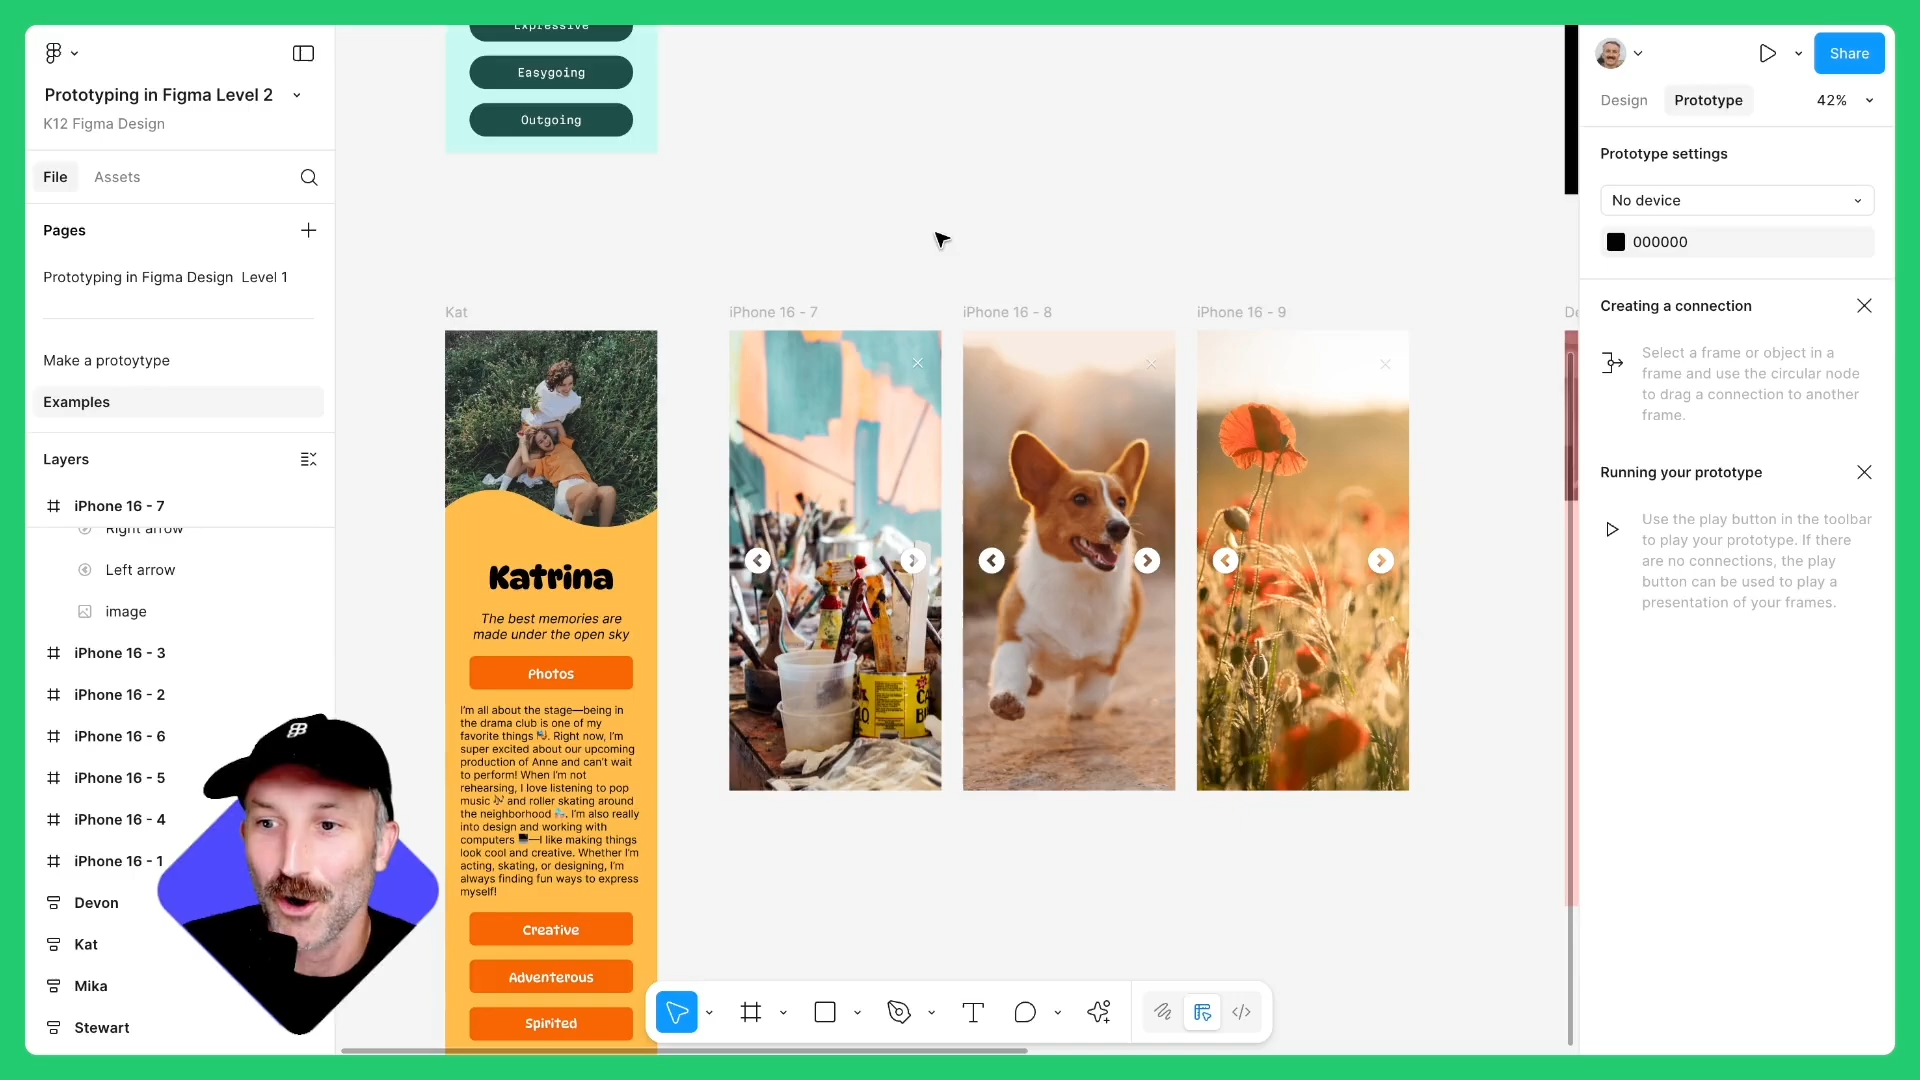 Prototyping in Figma Level 2
K12 Figma Design
File
Assets
Pages
Prototyping in Figma Design Level 1
Make a protoytype
Examples
Layers
iPhone 16 - 7
Right arrow
Left arrow
image
iPhone 16 - 3
iPhone 16 - 2
iPhone 16 - 6
iPhone 16 - 5
iPhone 16 - 4
iPhone 16 - 1
Devon
Kat
Mika
Stewart
Expressive
Easygoing
Outgoing
Kat
Katrina
The best memories are
made under the open sky
Photos
I'm all about the stage—being in
the drama club is one of my
favorite things. Right now, I'm
super excited about our upcoming
production of Anne and can't wait
to perform! When I'm not
rehearsing, I love listening to pop
music 🎶 and roller skating around
the neighborhood. I'm also really
into design and working with
computers 💻—I like making things
look cool and creative. Whether I'm
acting, skating, or designing, I'm
always finding fun ways to express
myself!
Creative
Adventerous
Spirited
iPhone 16 - 7
iPhone 16 - 8
iPhone 16 - 9
De
Share
Design
Prototype
42%
Prototype settings
No device
000000
Creating a connection
Select a frame or object in a
frame and use the circular node
to drag a connection to another
frame.
Running your prototype
Use the play button in the toolbar
to play your prototype. If there
are no connections, the play
button can be used to play a
presentation of your frames.